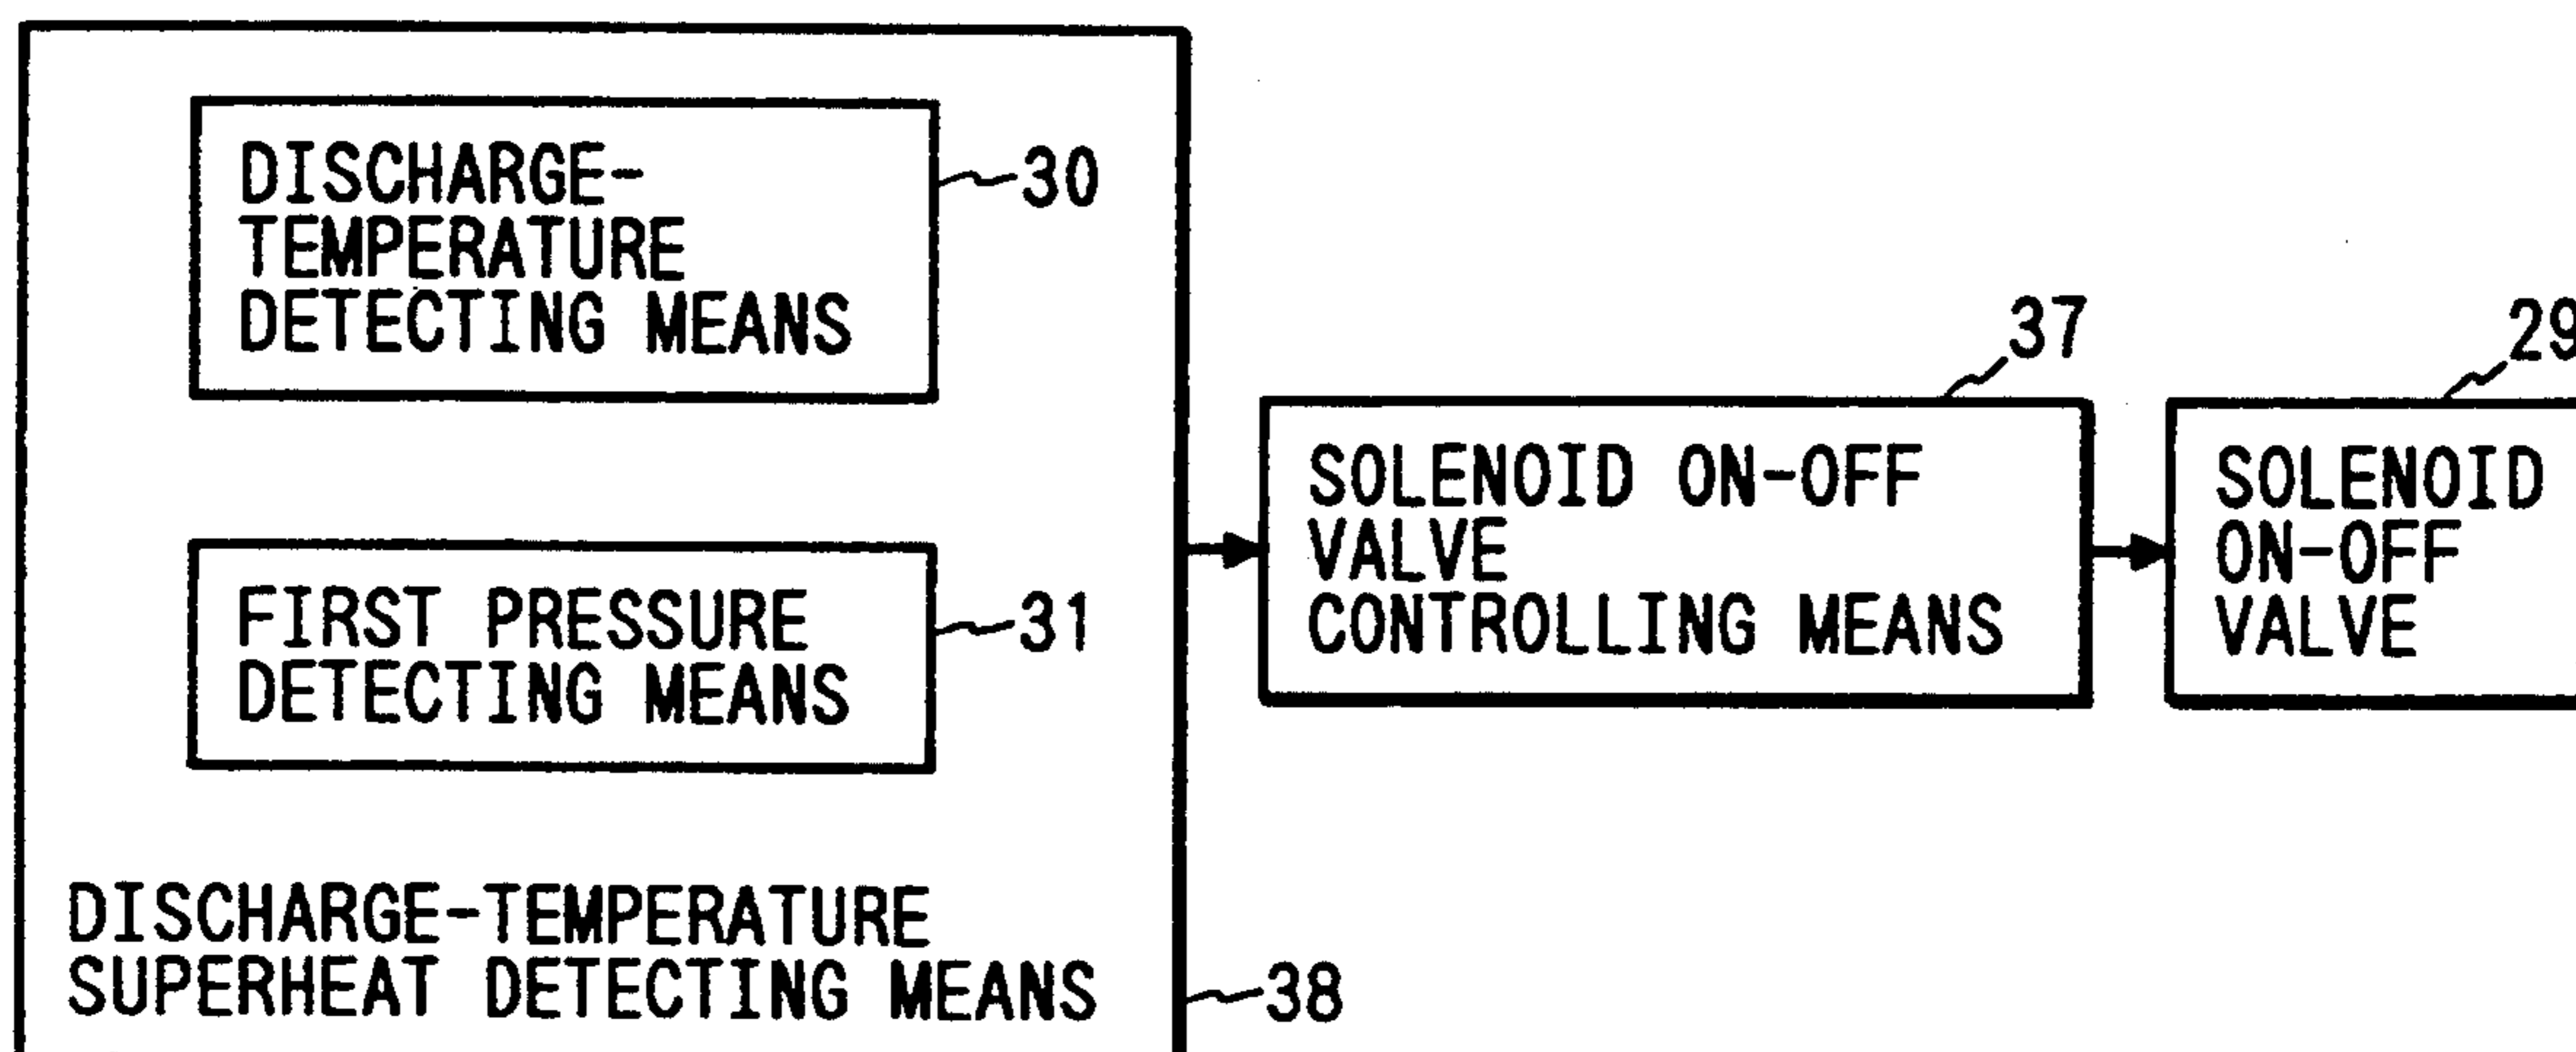 DISCHARGE-
TEMPERATURE
DETECTING MEANS
30
FIRST PRESSURE
DETECTING MEANS
31
DISCHARGE-TEMPERATURE
SUPERHEAT DETECTING MEANS
38
37
SOLENOID ON-OFF
VALVE
CONTROLLING MEANS
29
SOLENOID
ON-OFF
VALVE